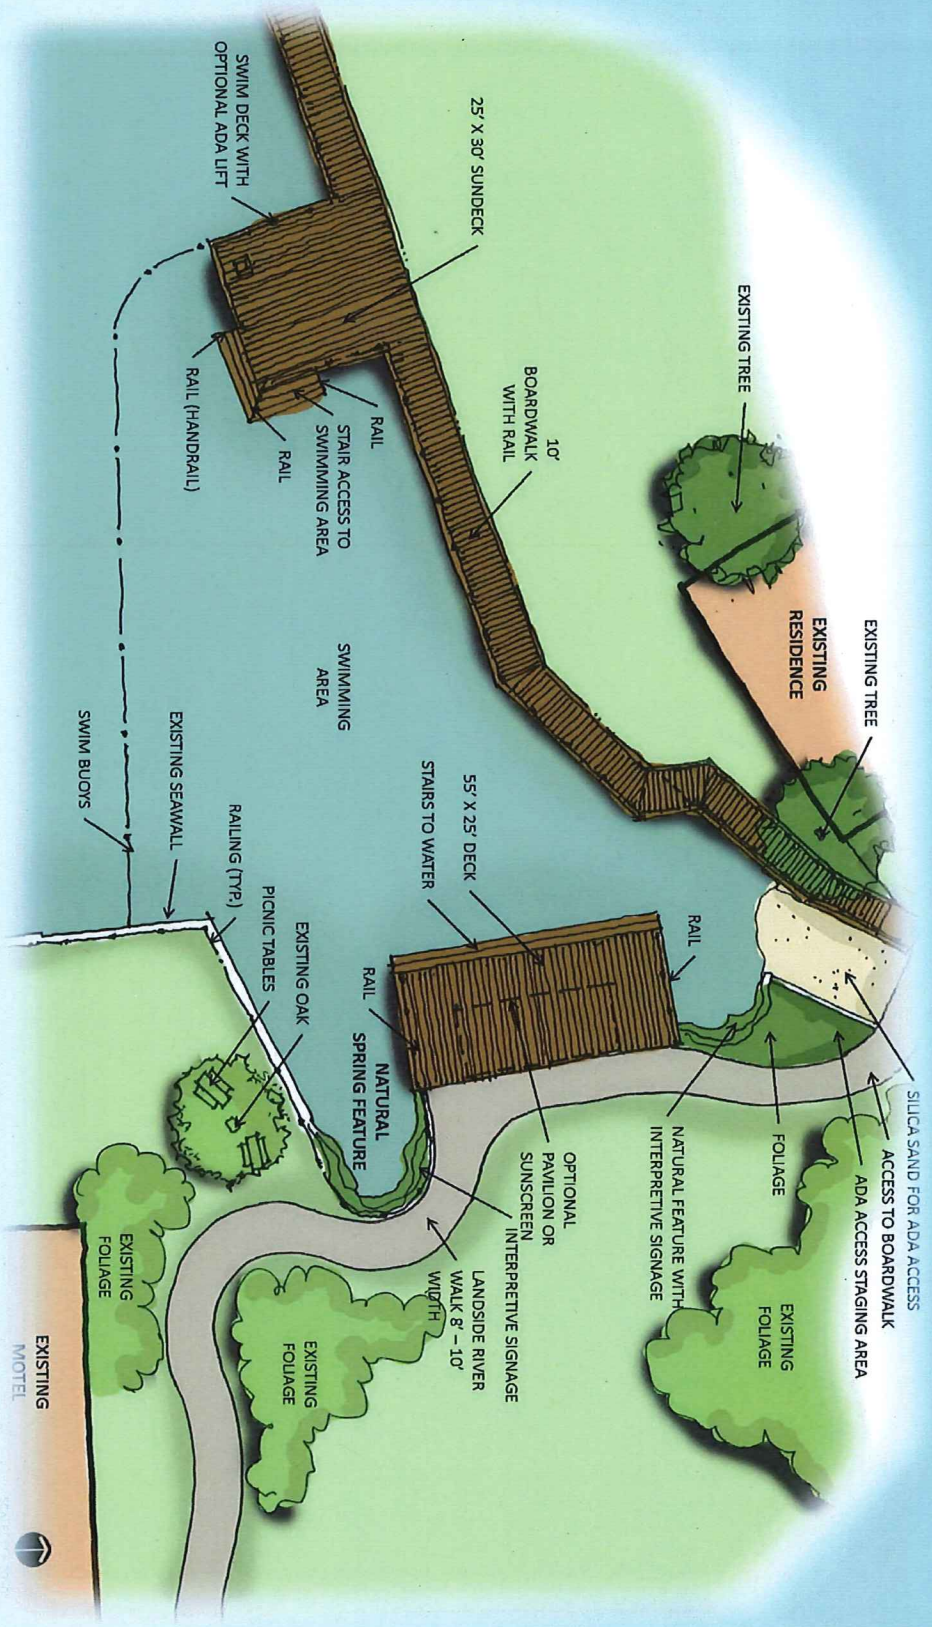 SILICA SAND FOR ADA ACCESS
ACCESS TO BOARDWALK
ADA ACCESS STAGING AREA
FOLIAGE
NATURAL FEATURE WITH
INTERPRETIVE SIGNAGE
EXISTING
FOLIAGE
EXISTING TREE
EXISTING
RESIDENCE
EXISTING TREE
RAIL
55' X 25' DECK
STAIRS TO WATER
OPTIONAL
PAVILION OR
SUNSCREEN
INTERPRETIVE SIGNAGE
LANDSIDE RIVER
WALK 8' – 10'
WIDTH
10'
BOARDWALK
WITH RAIL
25' X 30' SUNDECK
RAIL
STAIR ACCESS TO
SWIMMING AREA
RAIL
RAIL (HANDRAIL)
SWIM DECK WITH
OPTIONAL ADA LIFT
SWIMMING
AREA
RAIL
NATURAL
SPRING FEATURE
EXISTING OAK
PICNIC TABLES
RAILING (TYP.)
EXISTING SEAWALL
SWIM BUOYS
EXISTING
FOLIAGE
EXISTING
FOLIAGE
EXISTING
MOTEL